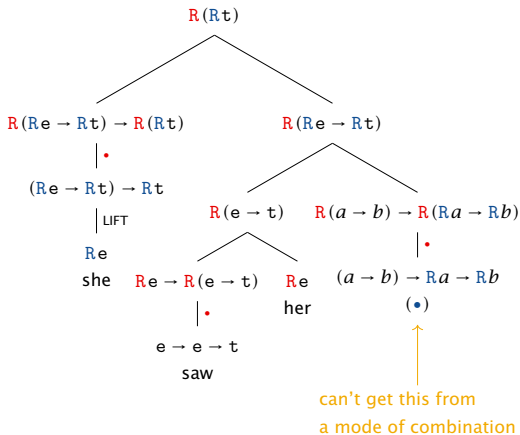 R(Rt)
R(Re → Rt) → R(Rt)
R(Re → Rt)
•
(Re → Rt) → Rt
LIFT
Re
she
R(e → t)
R(a → b) → R(Ra → Rb)
•
Re → R(e → t)
Re
her
(a → b) → Ra → Rb
(•)
•
e → e → t
saw
can't get this from
a mode of combination